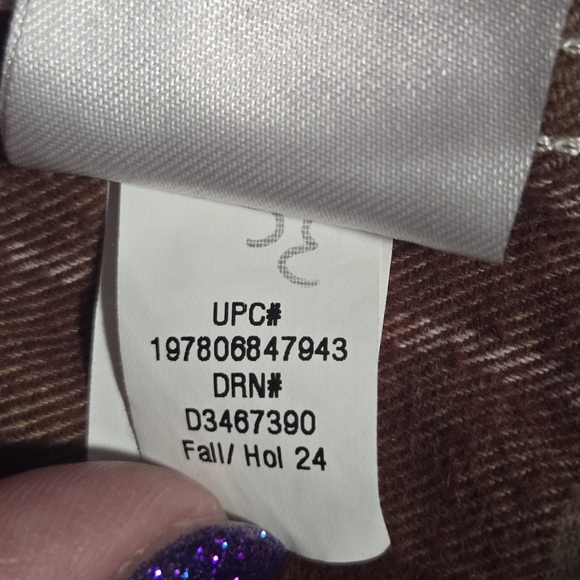 UPC#
197806847943
DRN#
D3467390
Fall/ Hol 24